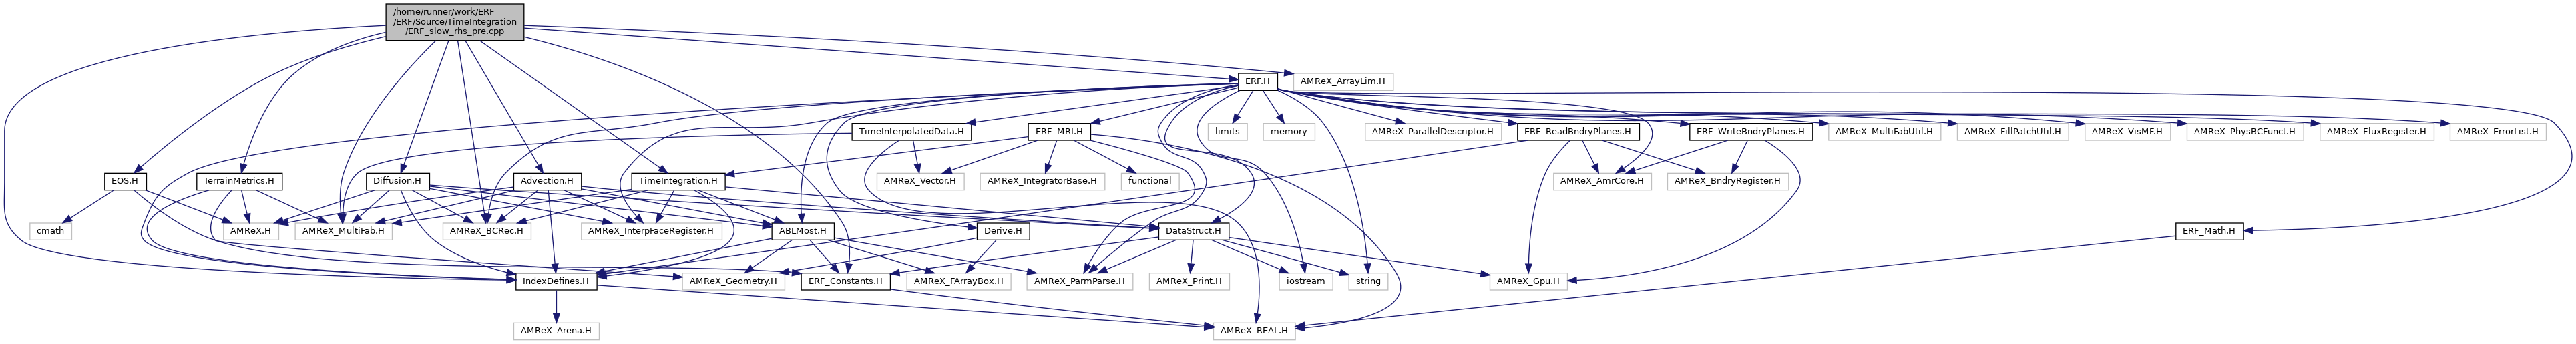 /home/runner/work/ERF
/ERF/Source/TimeIntegration
/ERF_slow_rhs_pre.cpp
ERF.H
AMReX_ArrayLim.H
TimeInterpolatedData.H
ERF_MRI.H
limits
memory
AMReX_ParallelDescriptor.H
ERF_ReadBndryPlanes.H
ERF_WriteBndryPlanes.H
AMReX_MultiFabUtil.H
AMReX_FillPatchUtil.H
AMReX_VisMF.H
AMReX_PhysBCFunct.H
AMReX_FluxRegister.H
AMReX_ErrorList.H
EOS.H
TerrainMetrics.H
Diffusion.H
Advection.H
TimeIntegration.H
AMReX_Vector.H
AMReX_IntegratorBase.H
functional
AMReX_AmrCore.H
AMReX_BndryRegister.H
cmath
AMReX.H
AMReX_MultiFab.H
AMReX_BCRec.H
AMReX_InterpFaceRegister.H
ABLMost.H
Derive.H
DataStruct.H
ERF_Math.H
IndexDefines.H
AMReX_Geometry.H
ERF_Constants.H
AMReX_FArrayBox.H
AMReX_ParmParse.H
AMReX_Print.H
iostream
string
AMReX_Gpu.H
AMReX_Arena.H
AMReX_REAL.H